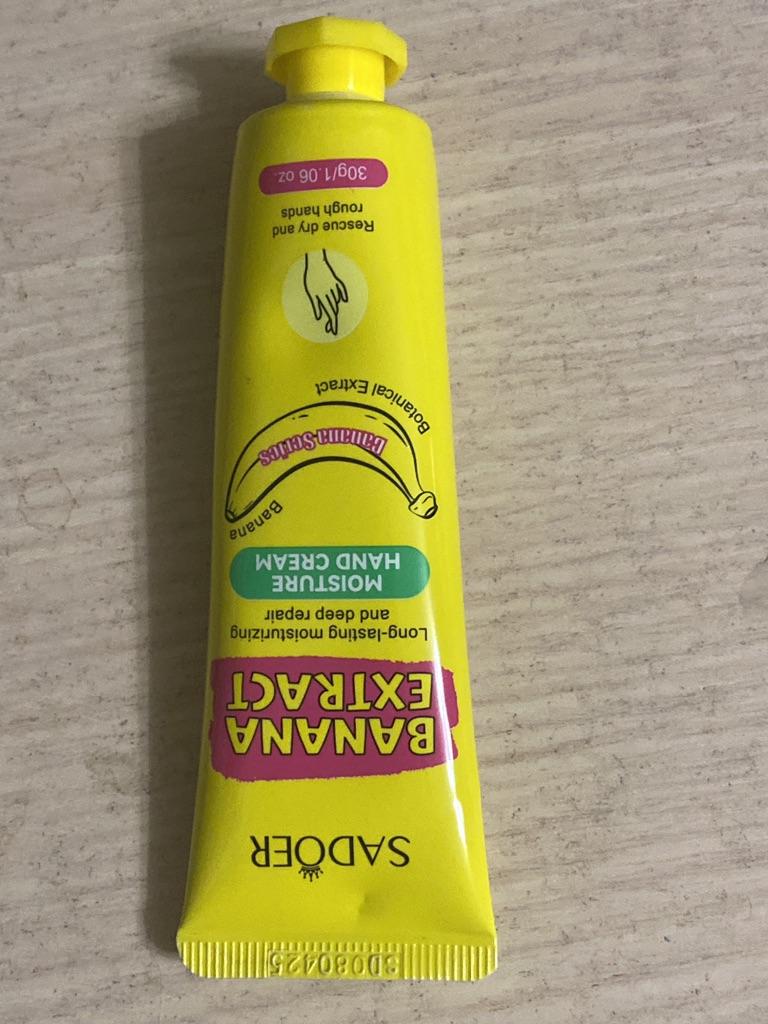 SADOER
BANANA
EXTRACT
Long-lasting moisturizing
and deep repair
MOISTURE
HAND CREAM
Banana
Botanical Extract
Banana Series
Rescue dry and
rough hands
30g/1.06 oz.
SD080425